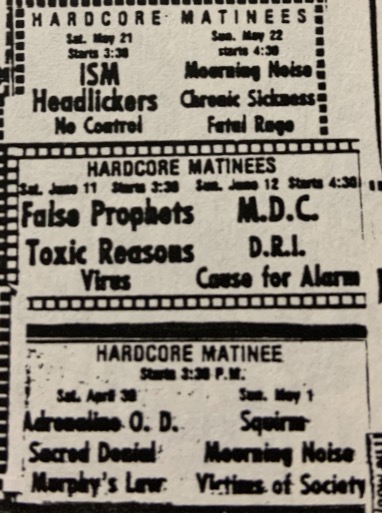 HARDCORE MATINEES
Sat. May 21 Sun. May 22
Starts 3:30 starts 4:30
ISM Mourning Noise
Headlickers Chronic Sickness
No Control Fatal Rage
HARDCORE MATINEES
Sat. June 11 Starts 3:30 Sun. June 12 Starts 4:30
False Prophets M.D.C.
Toxic Reasons D.R.I.
Virus Cause for Alarm
HARDCORE MATINEE
Starts 3:30 P.M.
Sat. April 30 Sun. May 1
Adrenaline O. D. Squirm
Sacred Denial Mourning Noise
Murphy's Law Victims of Society